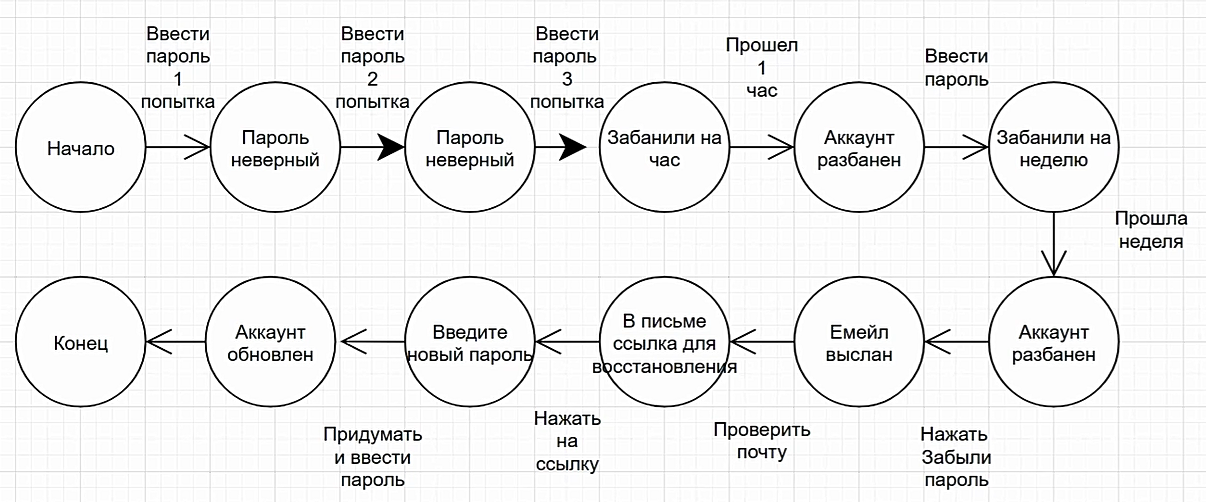 Ввести
пароль
1
попытка
Ввести
пароль
2
попытка
Ввести
пароль
3
попытка
Прошел
1
час
Ввести
пароль
Начало
Пароль
неверный
Пароль
неверный
Забанили на
час
Аккаунт
разбанен
Забанили на
неделю
Прошла
неделя
Конец
Аккаунт
обновлен
Введите
новый пароль
В письме
ссылка для
восстановления
Емейл
выслан
Аккаунт
разбанен
Придумать
и ввести
пароль
Нажать
на
ссылку
Проверить
почту
Нажать
Забыли
пароль